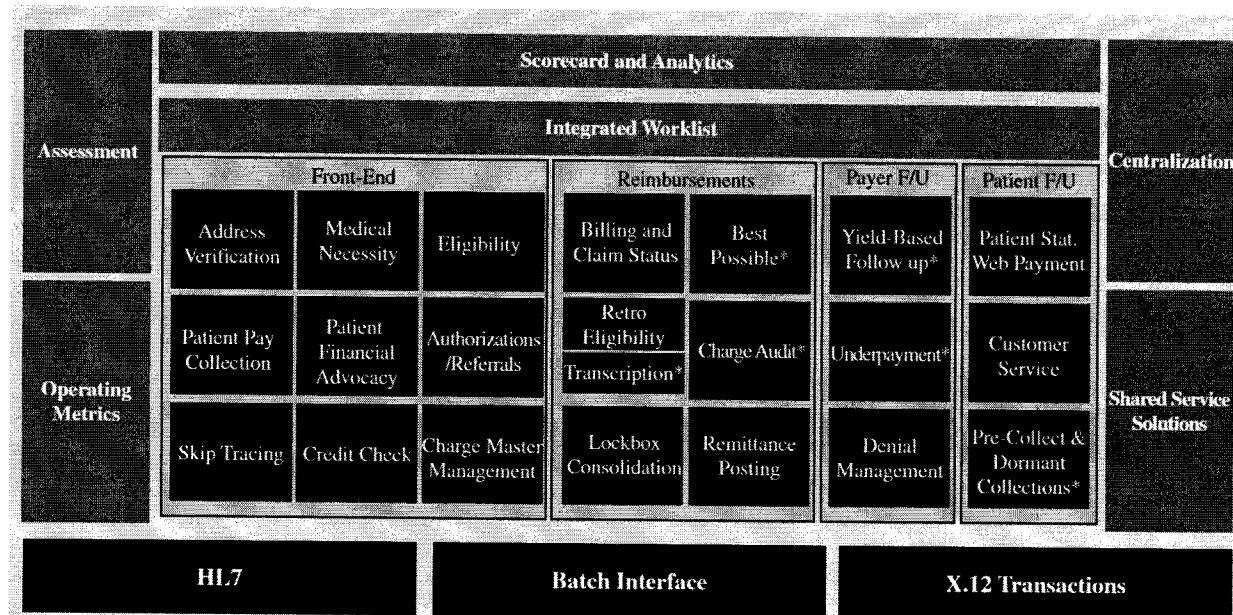 Scorecard and Analytics
Integrated Worklist
Assessment
Operating
Metrics
Front-End
Address
Verification
Medical
Necessity
Eligibility
Patient Pay
Collection
Patient
Financial
Advocacy
Authorizations
/Referrals
Skip Tracing
Credit Check
Charge Master
Management
Reimbursements
Billing and
Claim Status
Best
Possible*
Retro
Eligibility
Transcription*
Charge Audit*
Lockbox
Consolidation
Remittance
Posting
Payer F/U
Yield-Based
Follow up*
Underpayment*
Denial
Management
Patient F/U
Patient Stat.
Web Payment
Customer
Service
Pre-Collect &
Dormant
Collections*
Centralization
Shared Service
Solutions
HL7
Batch Interface
X.12 Transactions